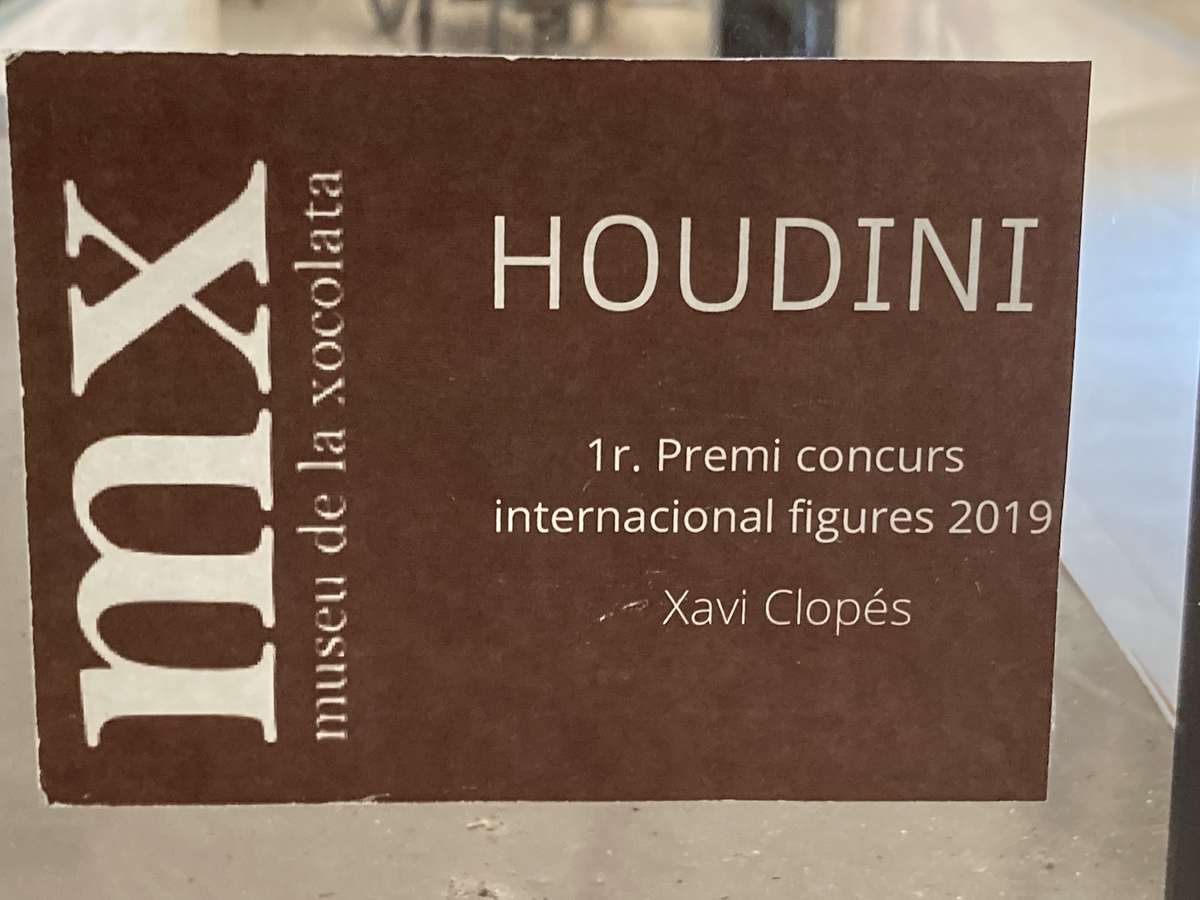 mx
museu de la xocolata
HOUDINI
1r. Premi concurs
internacional figures 2019
Xavi Clopés